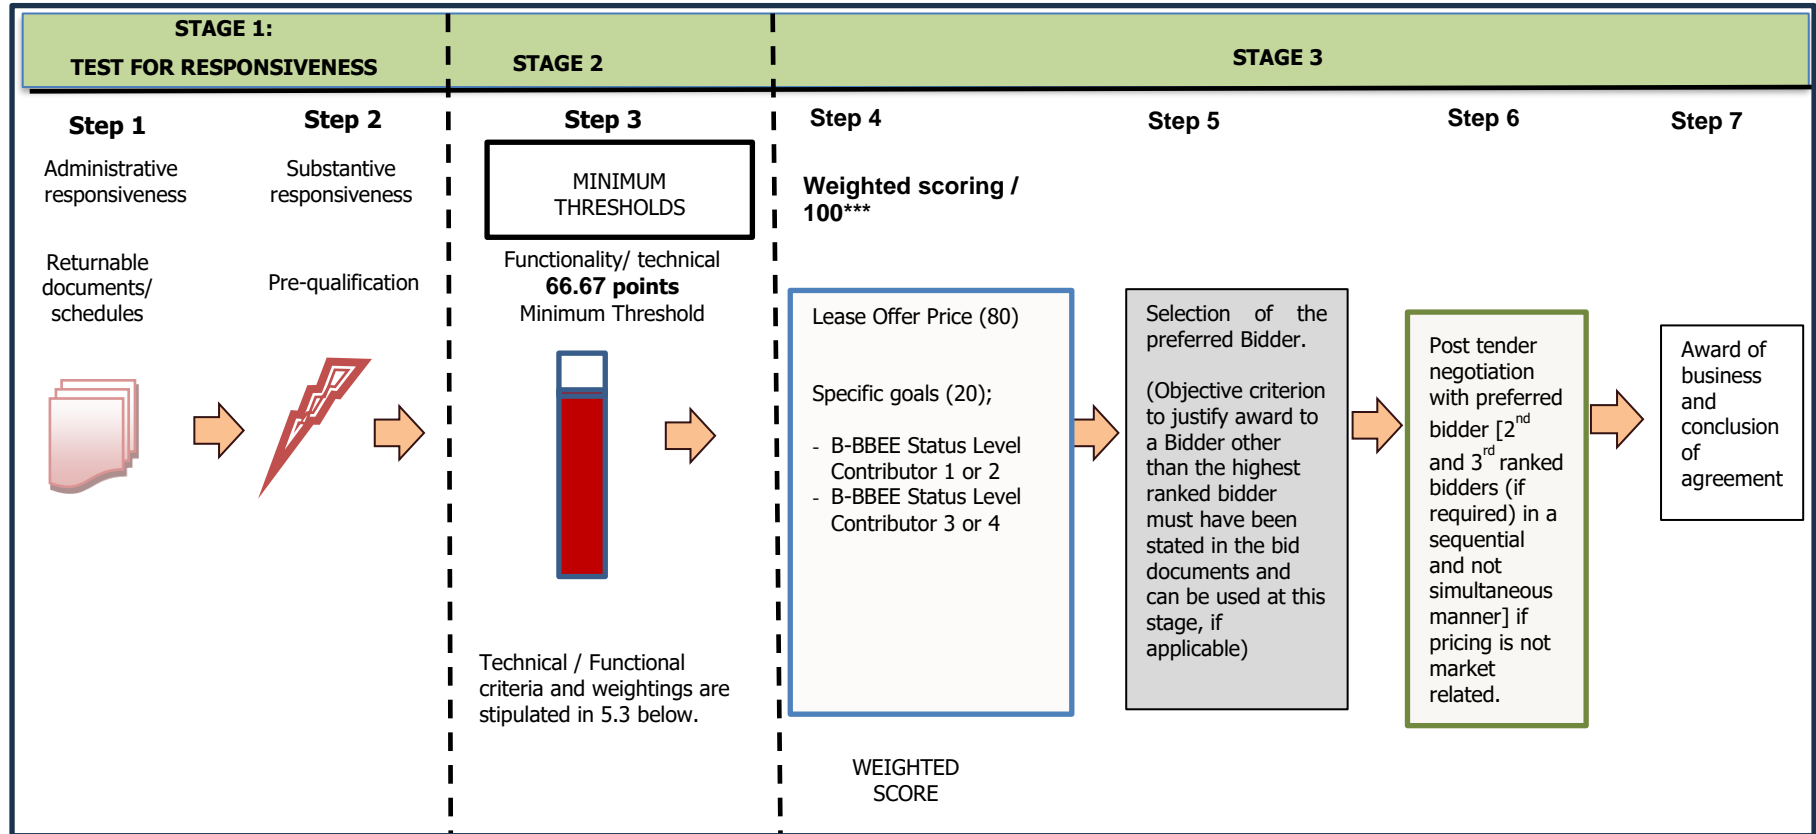 STAGE 1:
TEST FOR RESPONSIVENESS
STAGE 2
STAGE 3
Step 1
Administrative
responsiveness
Returnable
documents/
schedules
Step 2
Substantive
responsiveness
Pre-qualification
Step 3
MINIMUM
THRESHOLDS
Functionality/ technical
66.67 points
Minimum Threshold
Technical / Functional
criteria and weightings are
stipulated in 5.3 below.
Step 4
Weighted scoring /
100***
Lease Offer Price (80)
Specific goals (20);
- B-BBEE Status Level
Contributor 1 or 2
- B-BBEE Status Level
Contributor 3 or 4
WEIGHTED
SCORE
Step 5
Selection of the
preferred Bidder.
(Objective criterion
to justify award to
a Bidder other
than the highest
ranked bidder
must have been
stated in the bid
documents and
can be used at this
stage, if
applicable)
Step 6
Post tender
negotiation
with preferred
bidder [2nd
and 3rd ranked
bidders (if
required) in a
sequential
and not
simultaneous
manner] if
pricing is not
market
related.
Step 7
Award of
business
and
conclusion
of
agreement